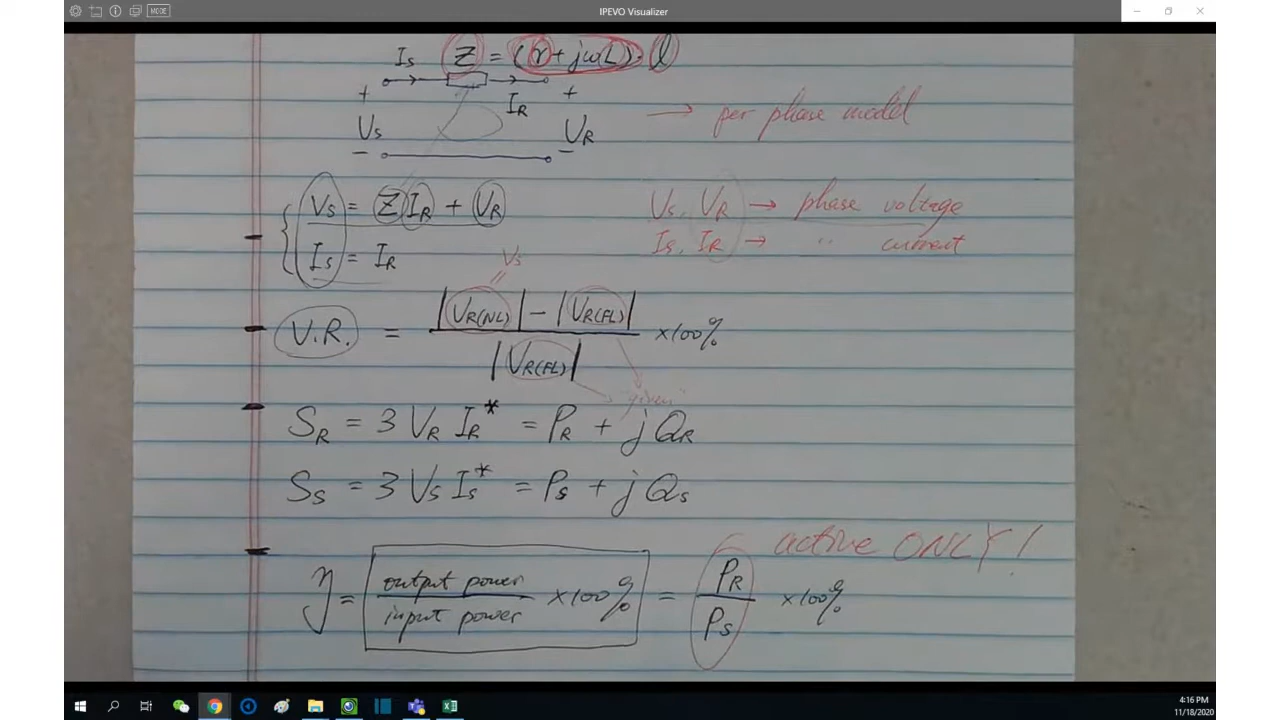 IPEVO Visualizer
MODE
Is Z = (r + jωL)·l
+ IR +
Vs VR → per phase model
− −
Vs = Z IR + VR Vs, VR → phase voltage
Is = IR Is, IR → '' current
Vs
V.R. = |VR(NL)| − |VR(FL)| ×100%
|VR(FL)|
"given"
SR = 3 VR IR* = PR + j QR
Ss = 3 Vs Is* = Ps + j Qs
active ONLY!
η = output power ×100% = PR ×100%
input power Ps
4:16 PM
11/18/2020